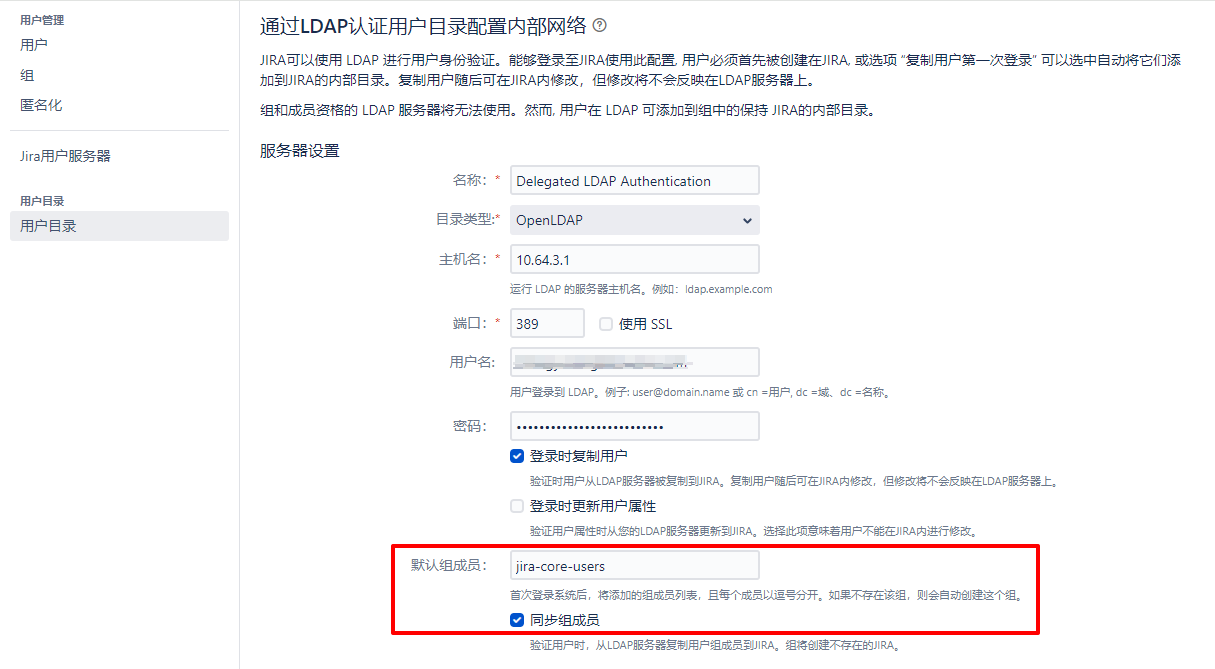 用户管理
用户
组
匿名化
Jira用户服务器
用户目录
用户目录
通过LDAP认证用户目录配置内部网络
JIRA可以使用 LDAP 进行用户身份验证。能够登录至JIRA使用此配置, 用户必须首先被创建在JIRA, 或选项 “复制用户第一次登录” 可以选中自动将它们添
加到JIRA的内部目录。复制用户随后可在JIRA内修改，但修改将不会反映在LDAP服务器上。
组和成员资格的 LDAP 服务器将无法使用。然而, 用户在 LDAP 可添加到组中的保持 JIRA的内部目录。
服务器设置
名称: * Delegated LDAP Authentication
目录类型:* OpenLDAP
主机名: * 10.64.3.1
运行 LDAP 的服务器主机名。例如：ldap.example.com
端口: * 389 使用 SSL
用户名:
用户登录到 LDAP。例子: user@domain.name 或 cn =用户, dc =域、dc =名称。
密码: ••••••••••••••••••••••••••
登录时复制用户
验证时用户从LDAP服务器被复制到JIRA。复制用户随后可在JIRA内修改，但修改将不会反映在LDAP服务器上。
登录时更新用户属性
验证用户属性时从您的LDAP服务器更新到JIRA。选择此项意味着用户不能在JIRA内进行修改。
默认组成员: jira-core-users
首次登录系统后，将添加的组成员列表，且每个成员以逗号分开。如果不存在该组，则会自动创建这个组。
同步组成员
验证用户时，从LDAP服务器复制用户组成员到JIRA。组将创建不存在的JIRA。